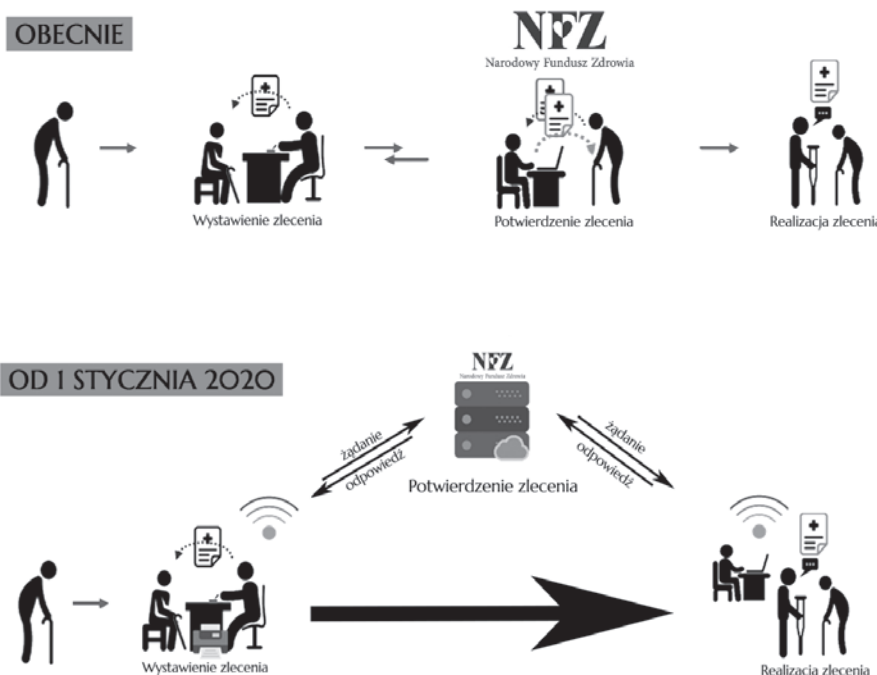 OBECNIE
NFZ
Narodowy Fundusz Zdrowia
Wystawienie zlecenia
Potwierdzenie zlecenia
Realizacja zlecenia
OD 1 STYCZNIA 2020
NFZ
Narodowy Fundusz Zdrowia
żądanie
odpowiedź
żądanie
odpowiedź
Potwierdzenie zlecenia
Wystawienie zlecenia
Realizacja zlecenia